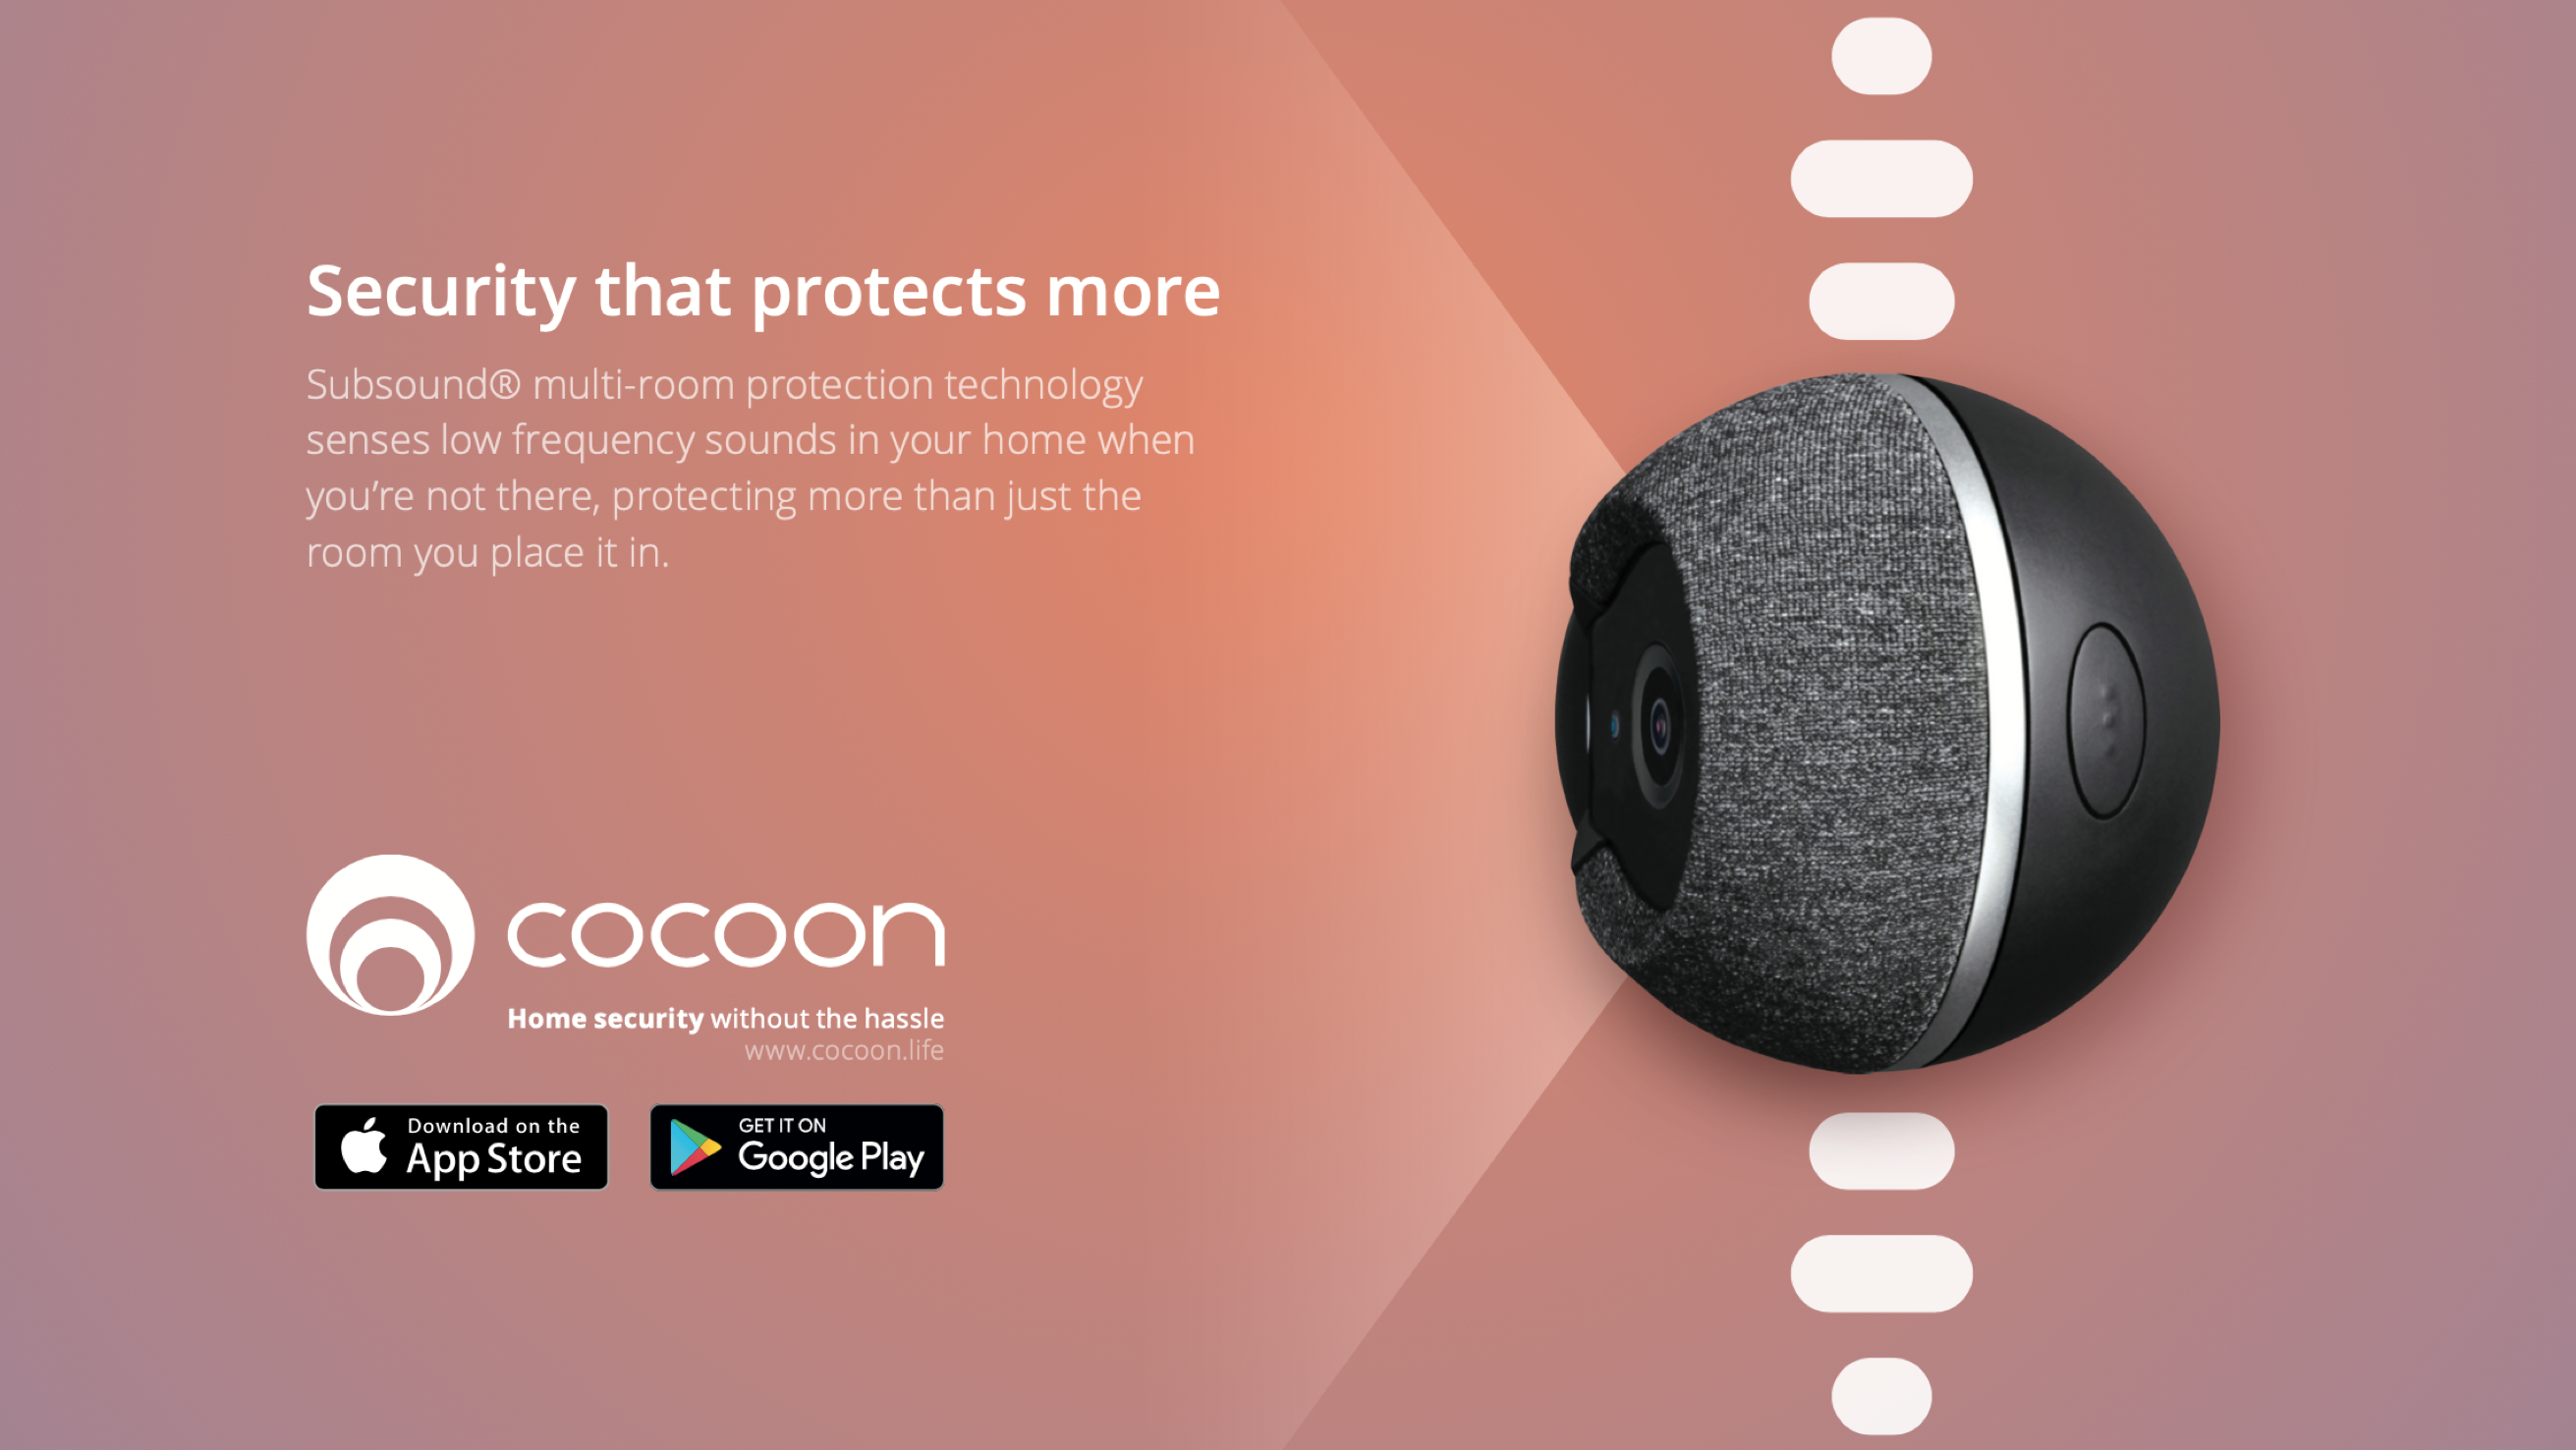 Security that protects more
Subsound® multi-room protection technology
senses low frequency sounds in your home when
you’re not there, protecting more than just the
room you place it in.
cocoon
Home security without the hassle
www.cocoon.life
Download on the
App Store
GET IT ON
Google Play